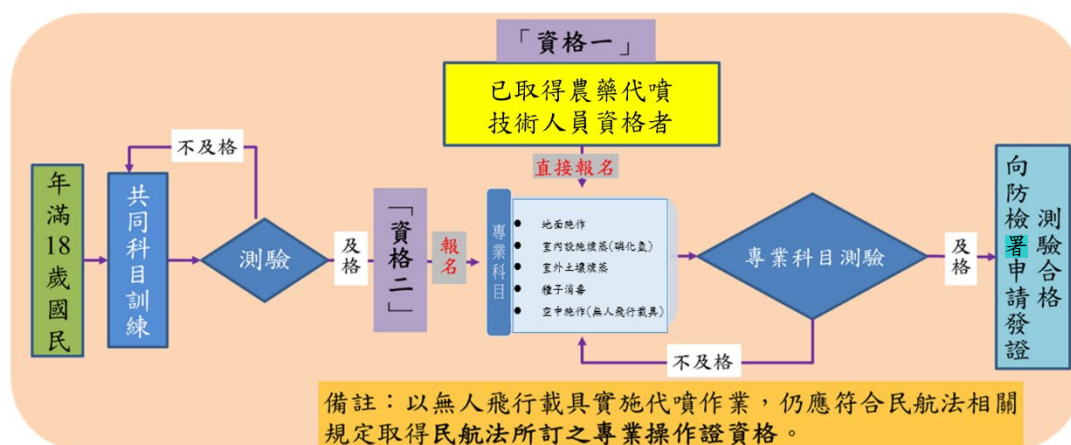 「資格一」
已取得農藥代噴
技術人員資格者
直接報名
年滿18歲國民
共同科目訓練
不及格
測驗
及格
「資格二」
報名
專業科目
● 地面施作
● 室內設施燻蒸(磷化氫)
● 室外土壤燻蒸
● 種子消毒
● 空中施作(無人飛行載具)
專業科目測驗
不及格
及格
測驗合格
向防檢署申請發證
備註：以無人飛行載具實施代噴作業，仍應符合民航法相關
規定取得民航法所訂之專業操作證資格。